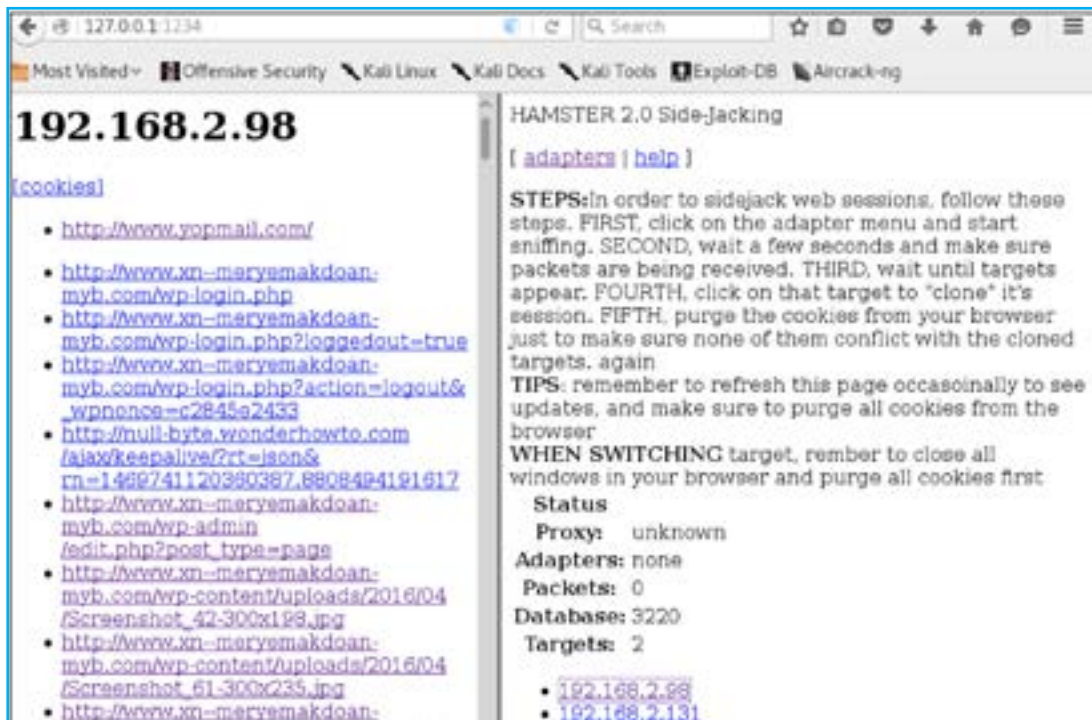 127.0.0.1:1234
Search
Most Visited
Offensive Security
Kali Linux
Kali Docs
Kali Tools
Exploit-DB
Aircrack-ng
192.168.2.98
[cookies]
http://www.yopmail.com/
http://www.xn--meryemakdoan-
myb.com/wp-login.php
http://www.xn--meryemakdoan-
myb.com/wp-login.php?loggedout=true
http://www.xn--meryemakdoan-
myb.com/wp-login.php?action=logout&
_wpnonce=c2845e2433
http://null-byte.wonderhowto.com
/ajax/keepalive/?rt=json&
rn=1469741120360387.8808494191617
http://www.xn--meryemakdoan-
myb.com/wp-admin
/edit.php?post_type=page
http://www.xn--meryemakdoan-
myb.com/wp-content/uploads/2016/04
/Screenshot_42-300x198.jpg
http://www.xn--meryemakdoan-
myb.com/wp-content/uploads/2016/04
/Screenshot_61-300x235.jpg
http://www.xn--meryemakdoan-
HAMSTER 2.0 Side-Jacking
[ adapters | help ]
STEPS:In order to sidejack web sessions, follow these
steps. FIRST, click on the adapter menu and start
sniffing. SECOND, wait a few seconds and make sure
packets are being received. THIRD, wait until targets
appear. FOURTH, click on that target to "clone" it's
session. FIFTH, purge the cookies from your browser
just to make sure none of them conflict with the cloned
targets. again
TIPS: remember to refresh this page occasoinally to see
updates, and make sure to purge all cookies from the
browser
WHEN SWITCHING target, rember to close all
windows in your browser and purge all cookies first
Status
Proxy: unknown
Adapters: none
Packets: 0
Database: 3220
Targets: 2
192.168.2.98
192.168.2.131